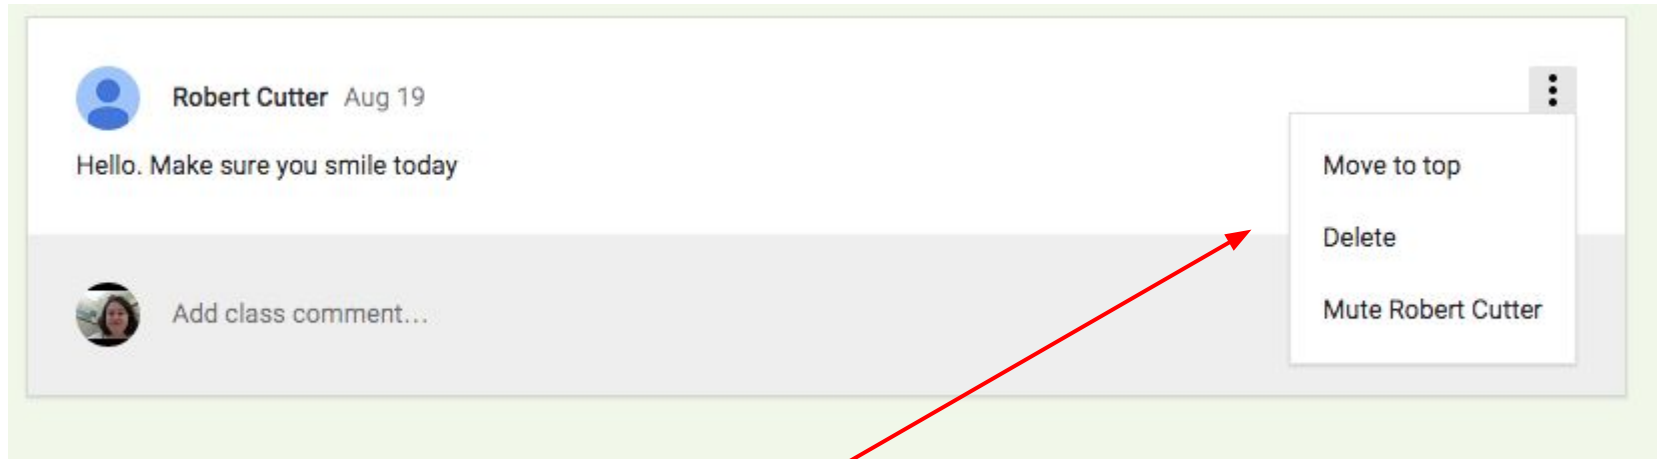 Robert Cutter Aug 19
Hello. Make sure you smile today
Add class comment...
Move to top
Delete
Mute Robert Cutter